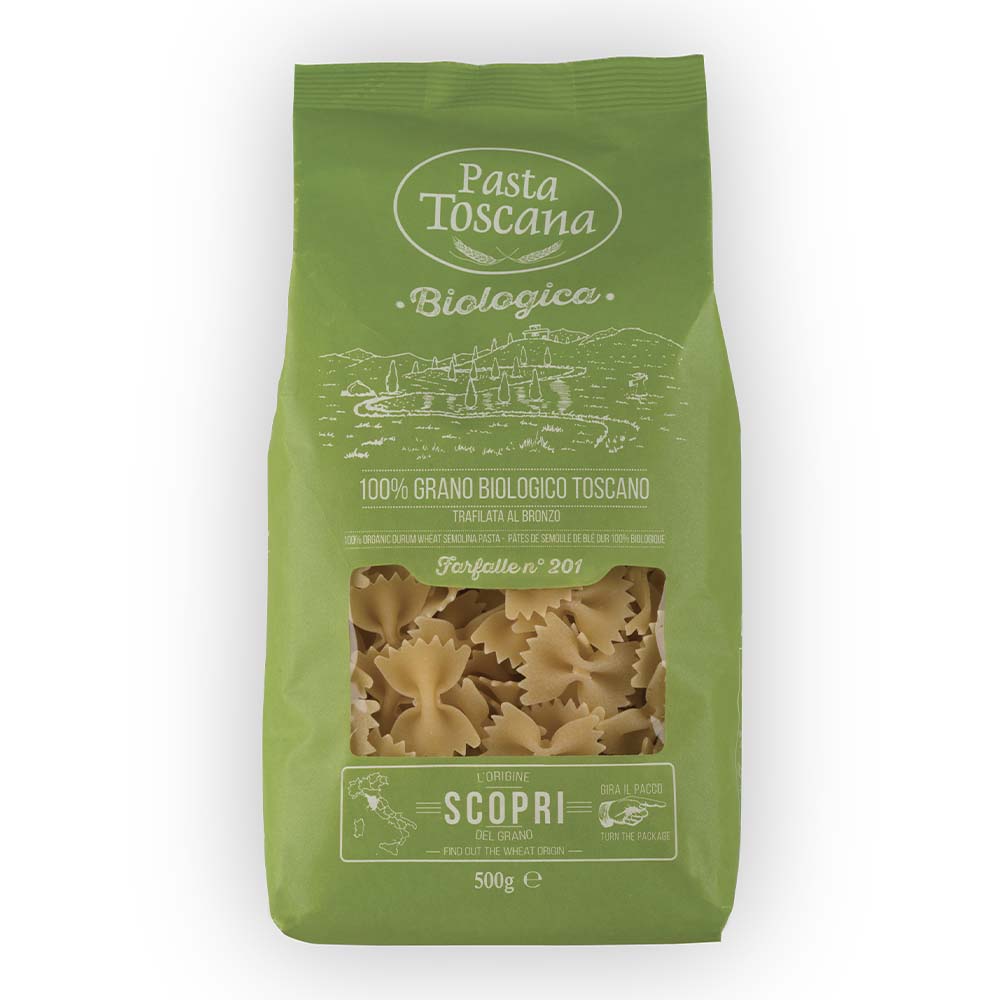 Pasta
Toscana
• Biologica •
100% GRANO BIOLOGICO TOSCANO
TRAFILATA AL BRONZO
100% ORGANIC DURUM WHEAT SEMOLINA PASTA - PÂTES DE SEMOULE DE BLÉ DUR 100% BIOLOGIQUE
Farfalle n° 201
L'ORIGINE
SCOPRI
DEL GRANO
FIND OUT THE WHEAT ORIGIN
GIRA IL PACCO
TURN THE PACKAGE
500g ℮